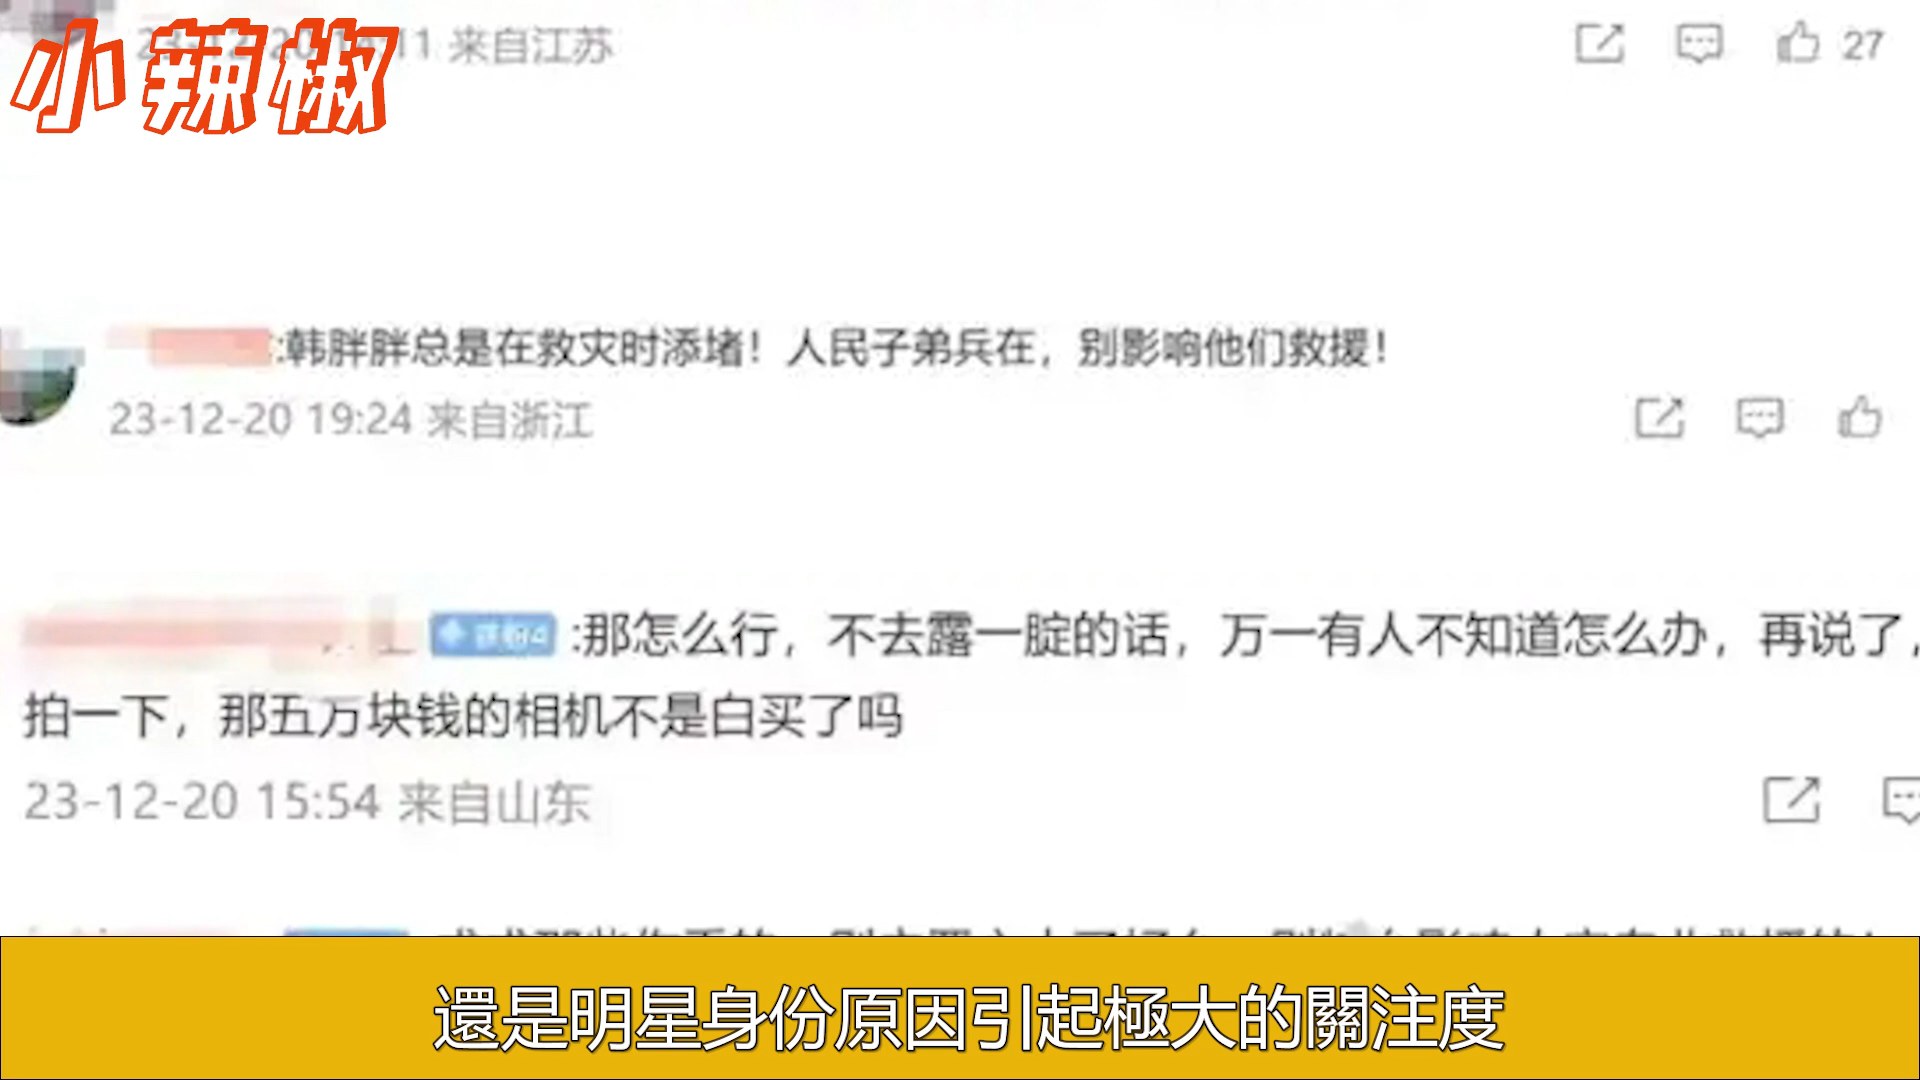 小辣椒
23-12-20 1 :11 来自江苏
27
:韩胖胖总是在救灾时添堵！人民子弟兵在，别影响他们救援！
23-12-20 19:24 来自浙江
:那怎么行，不去露一腚的话，万一有人不知道怎么办，再说了，
拍一下，那五万块钱的相机不是白买了吗
23-12-20 15:54 来自山东
還是明星身份原因引起極大的關注度